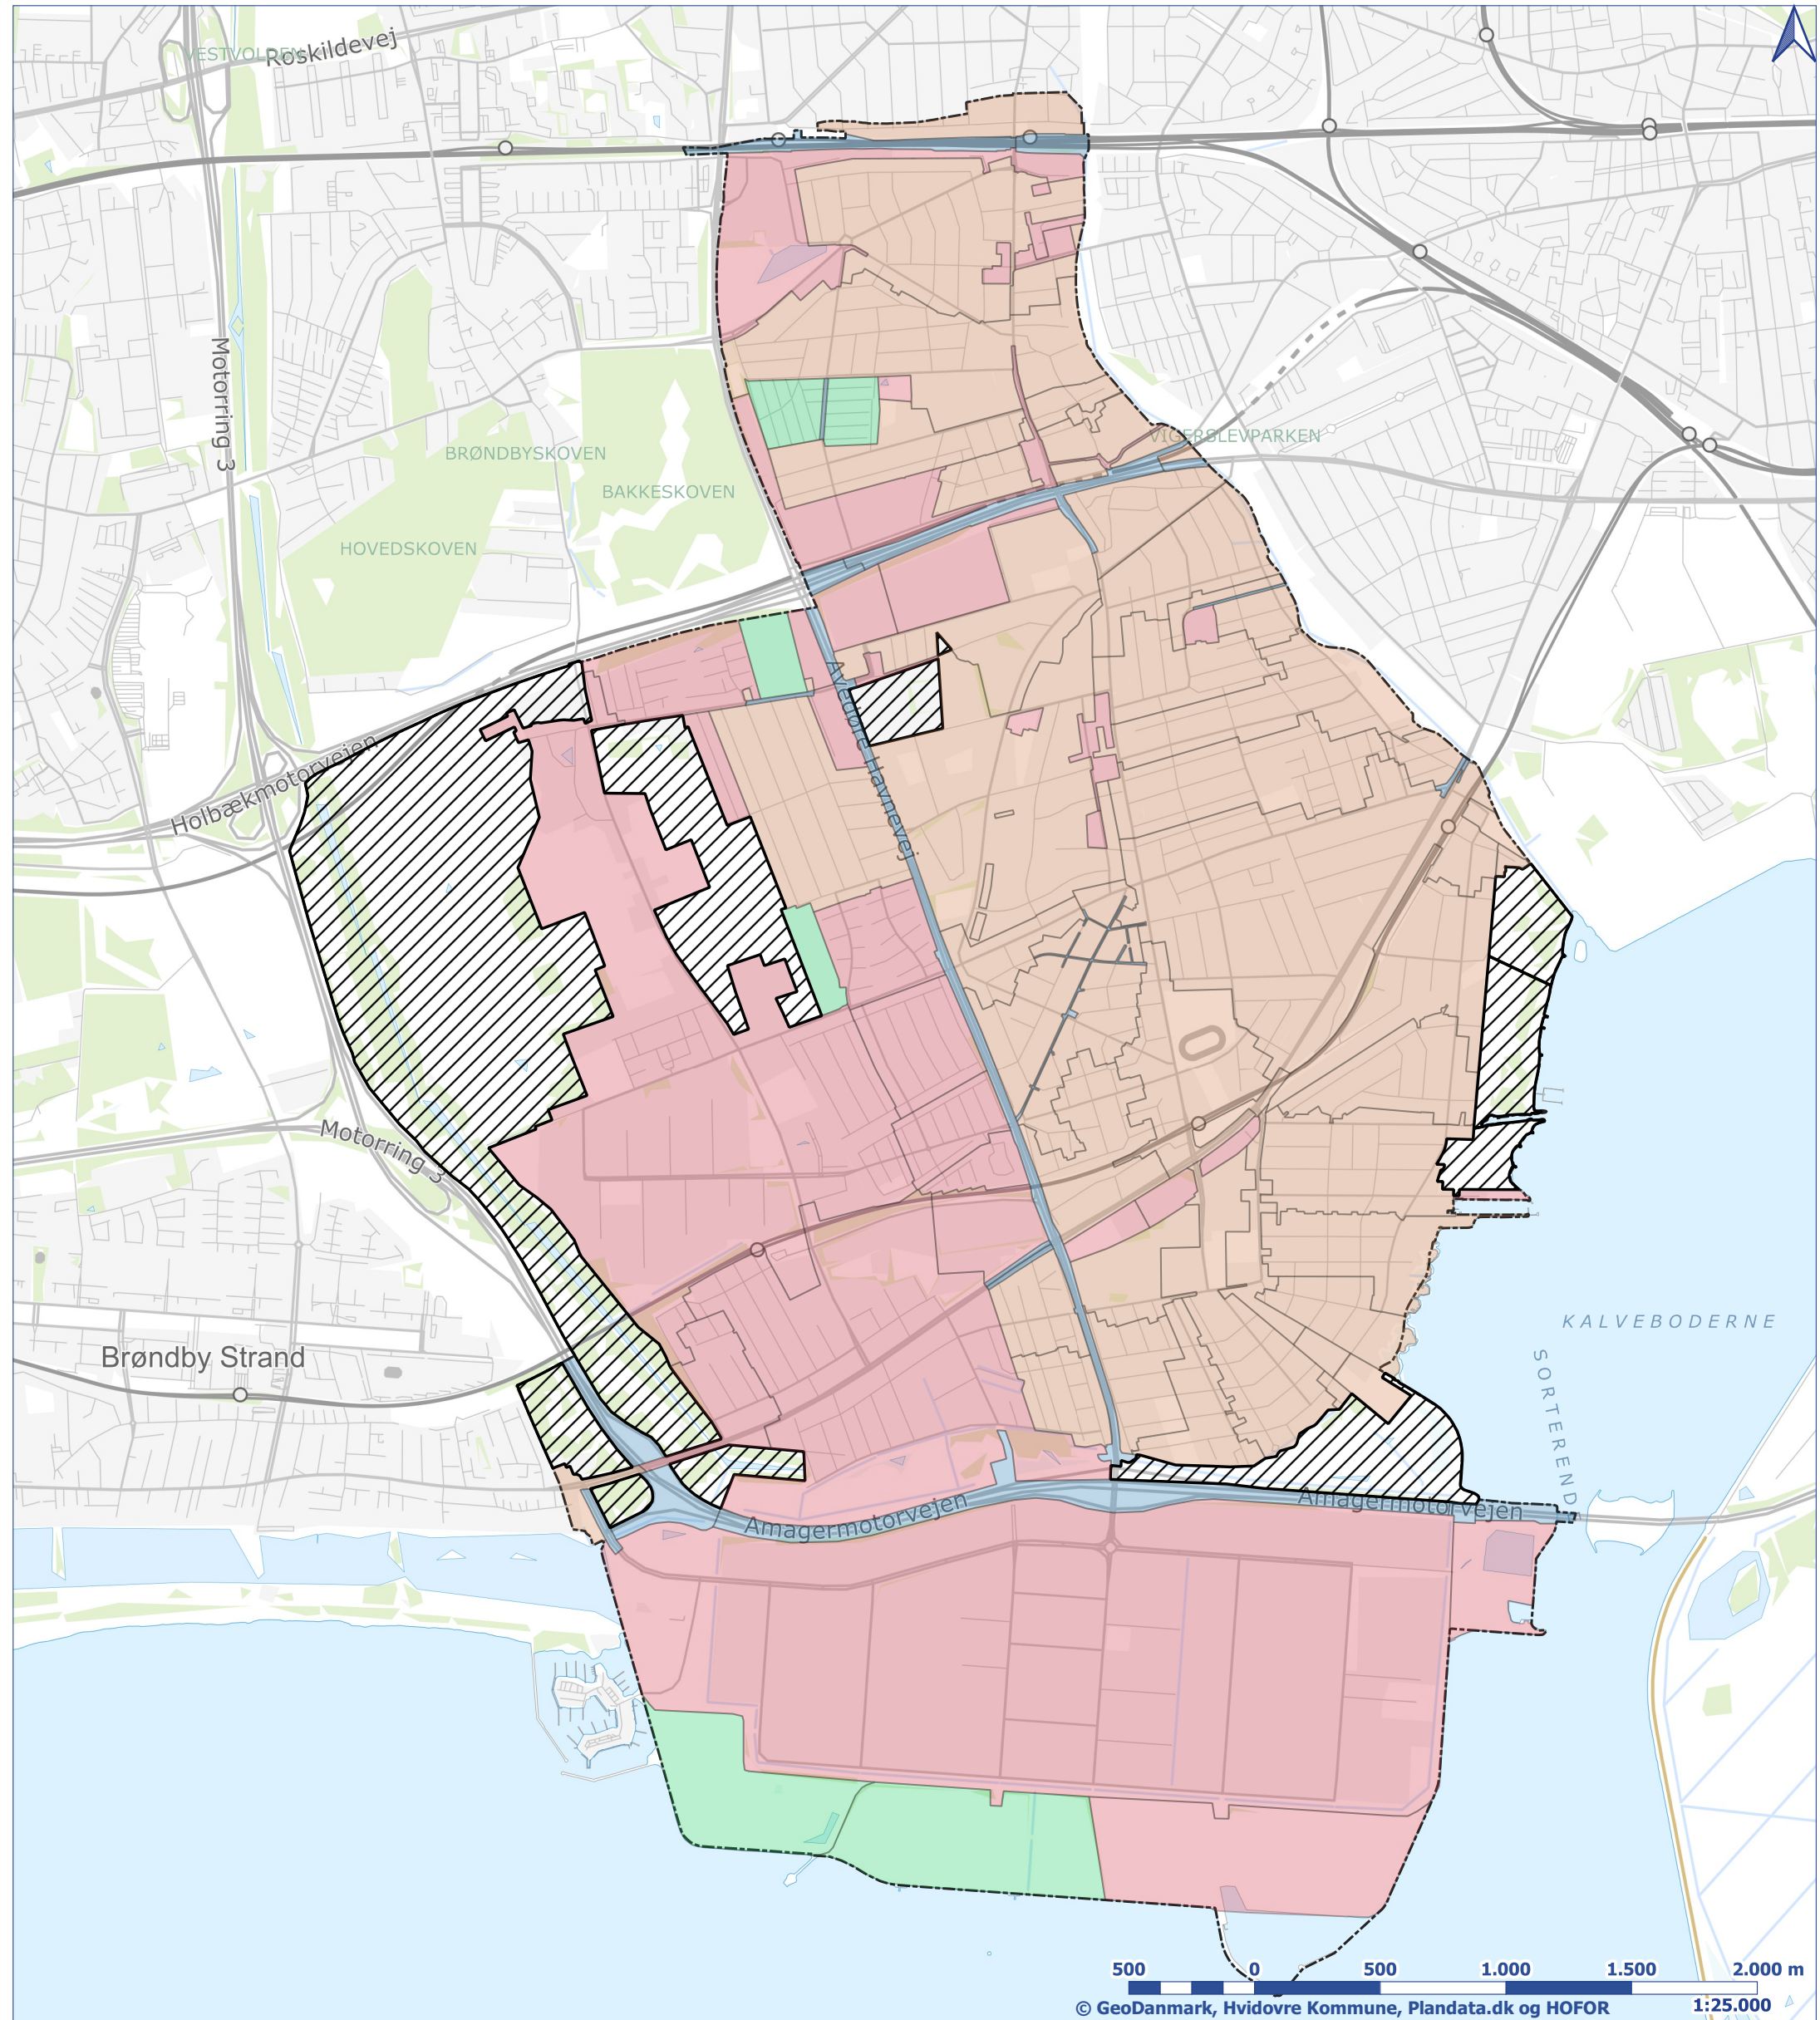 VESTVOLDEN
Roskildevej
Motorring 3
VIGERSLEVPARKEN
BRØNDBYSKOVEN
BAKKESKOVEN
HOVEDSKOVEN
Avedøre Havnevej
Holbækmotorvejen
Motorring 3
KALVEBODERNE
Brøndby Strand
SORTERENDE
Amagermotorvejen
Amagermotorvejen
500 0 500 1.000 1.500 2.000 m
© GeoDanmark, Hvidovre Kommune, Plandata.dk og HOFOR
1:25.000